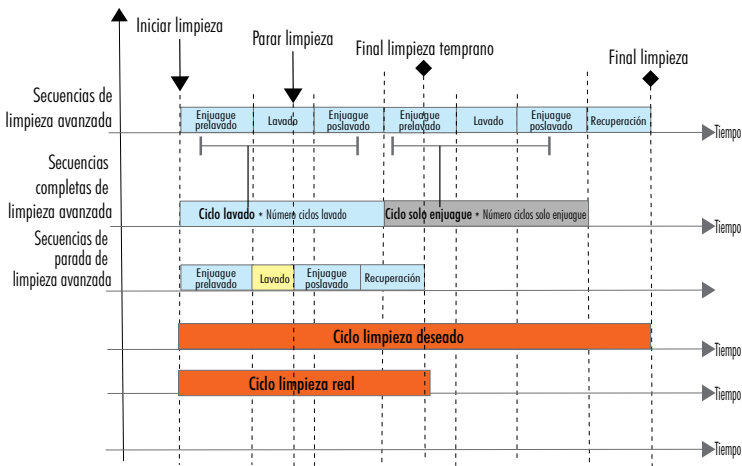 Iniciar limpieza
Parar limpieza
Final limpieza temprano
Final limpieza
Secuencias de
limpieza avanzada
Enjuague
prelavado
Lavado
Enjuague
poslavado
Enjuague
prelavado
Lavado
Enjuague
poslavado
Recuperación
Tiempo
Secuencias
completas de
limpieza avanzada
Ciclo lavado * Número ciclos lavado
Ciclo solo enjuague * Número ciclos solo enjuague
Tiempo
Secuencias de
parada de
limpieza avanzada
Enjuague
prelavado
Lavado
Enjuague
poslavado
Recuperación
Ciclo limpieza deseado
Tiempo
Ciclo limpieza real
Tiempo
Tiempo